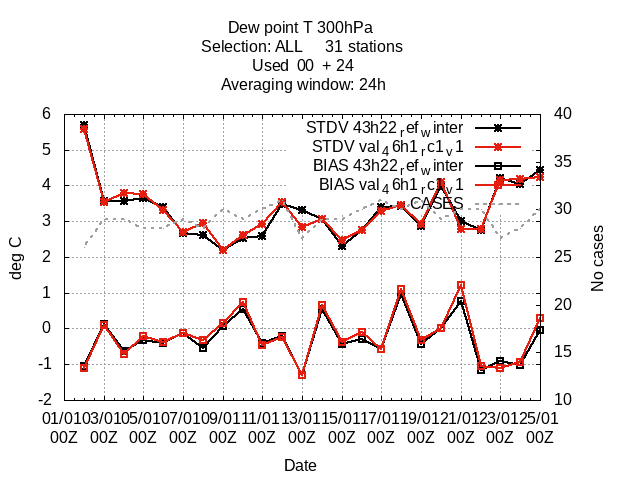 Dew point T 300hPa
Selection: ALL 31 stations
Used 00 + 24
Averaging window: 24h
STDV 43h22_ref_winter
STDV val_46h1_rc1_v1
BIAS 43h22_ref_winter
BIAS val_46h1_rc1_v1
CASES
6
5
4
3
2
1
0
-1
-2
40
35
30
25
20
15
10
deg C
No cases
01/01 03/01 05/01 07/01 09/01 11/01 13/01 15/01 17/01 19/01 21/01 23/01 25/01
00Z 00Z 00Z 00Z 00Z 00Z 00Z 00Z 00Z 00Z 00Z 00Z 00Z
Date